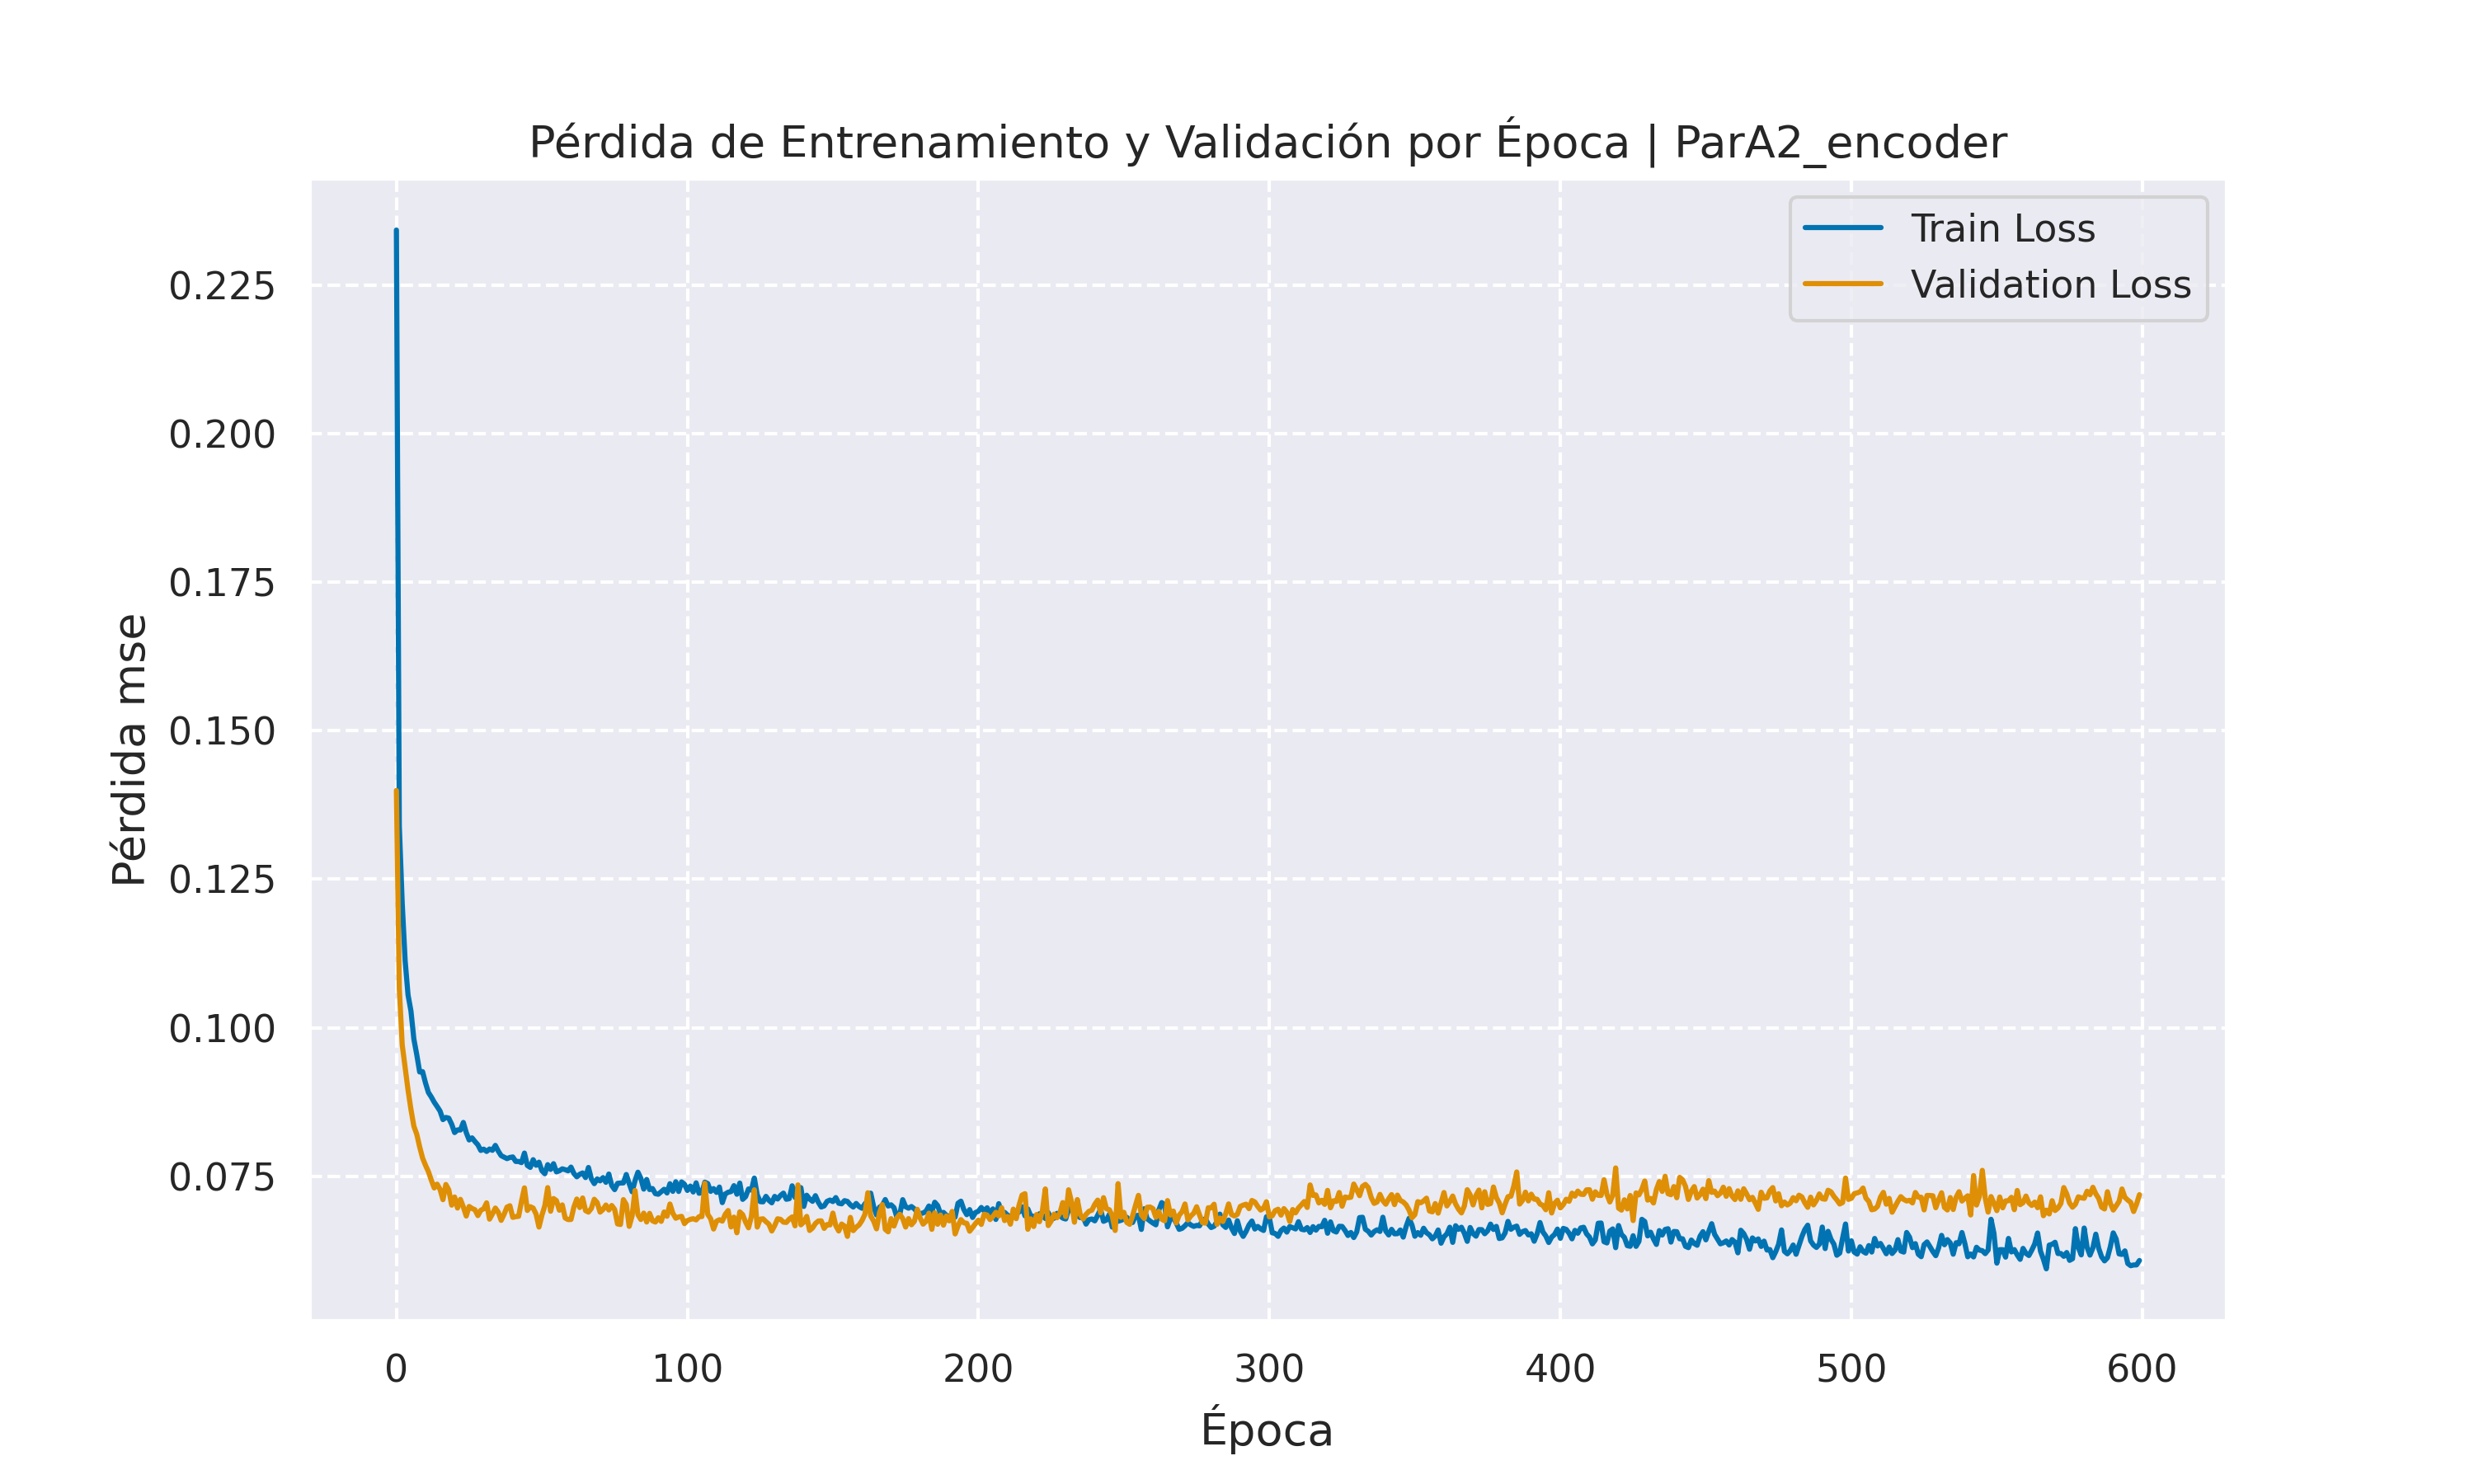 Pérdida de Entrenamiento y Validación por Época | ParA2_encoder
Train Loss
Validation Loss
0.225
0.200
0.175
0.150
0.125
0.100
0.075
Pérdida mse
0 100 200 300 400 500 600
Época